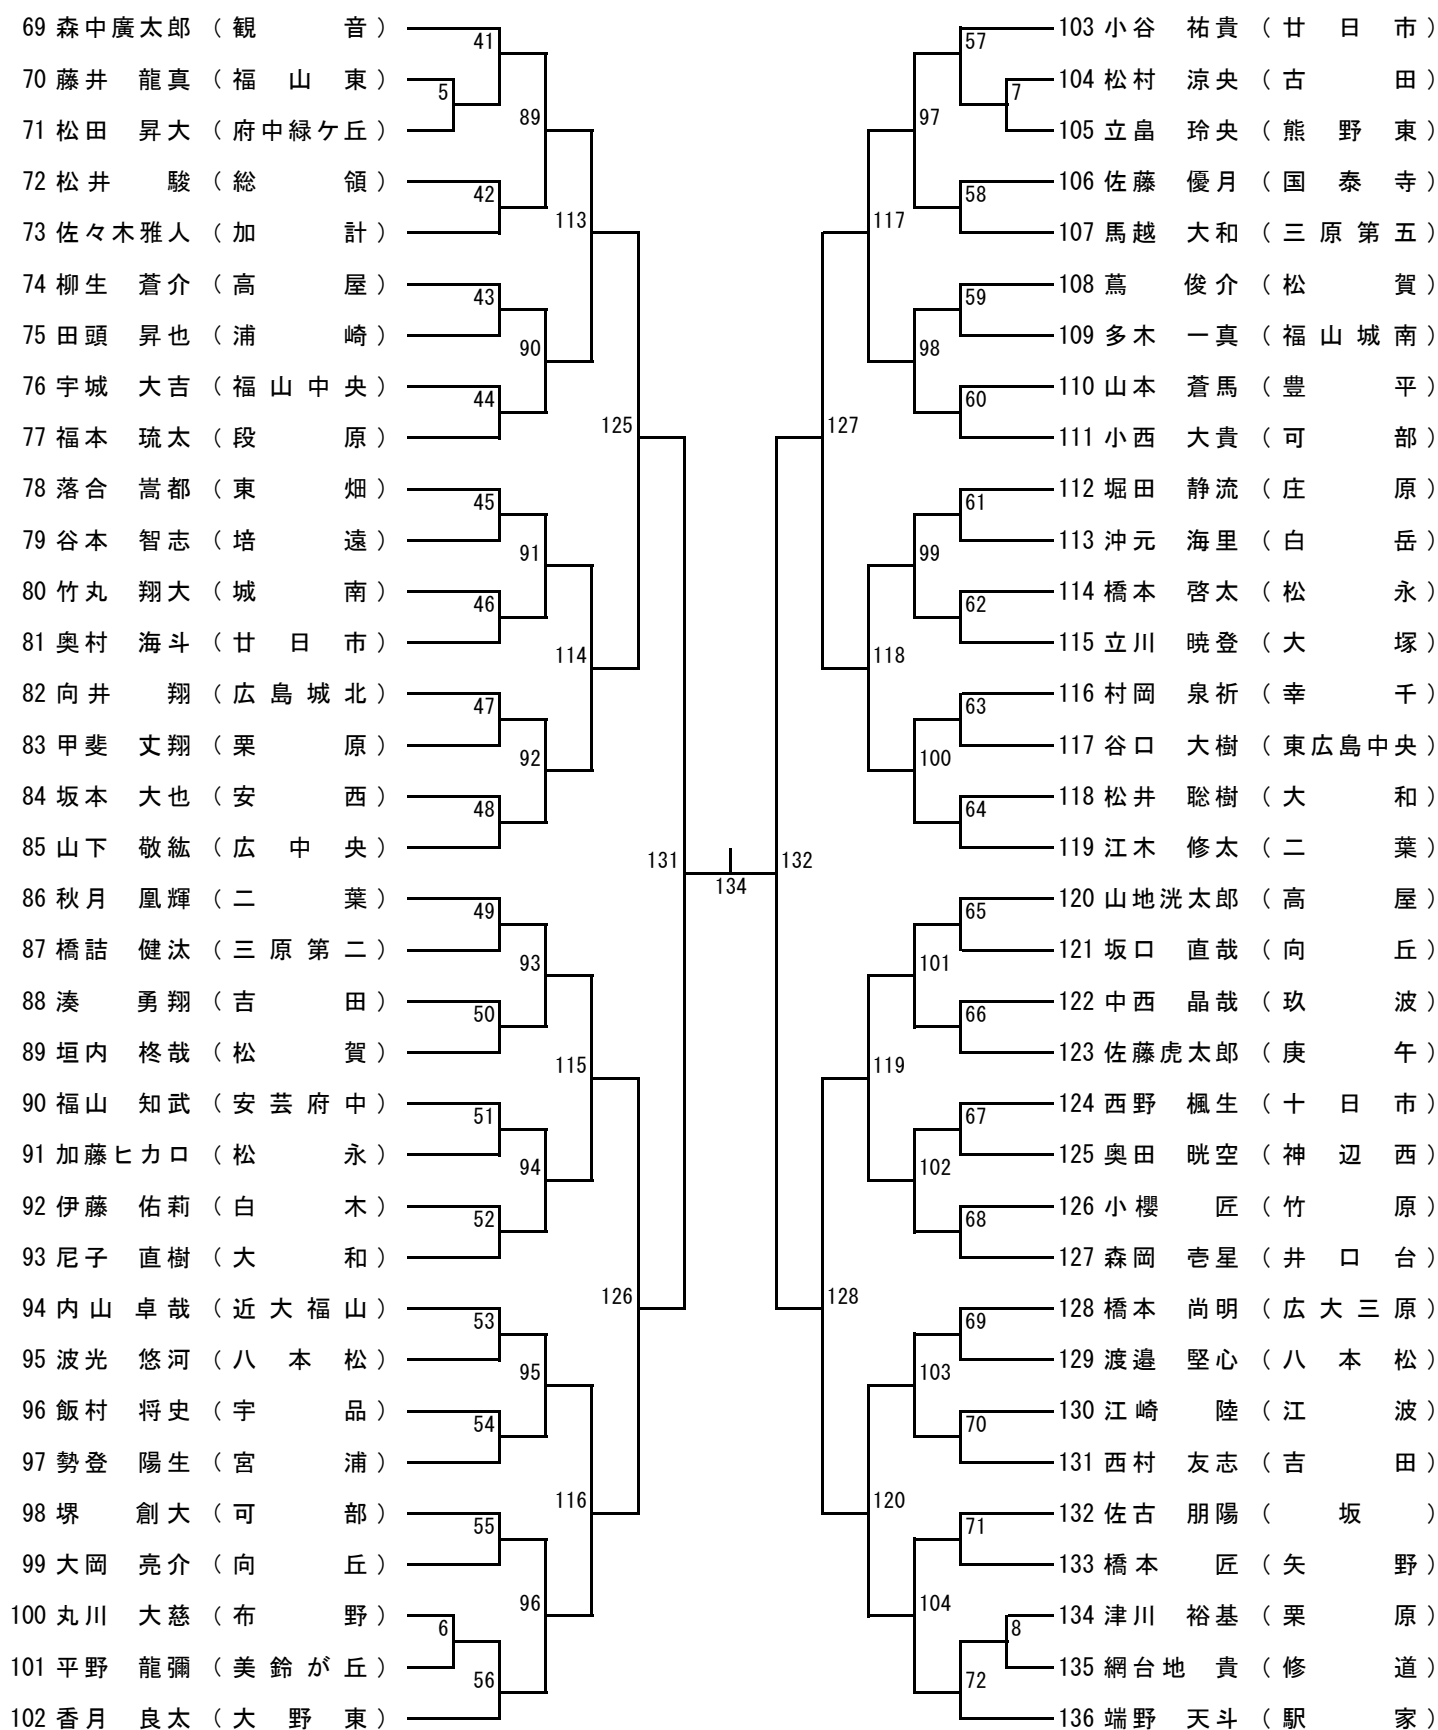 69 森中廣太郎 （ 観 音 ）
41
70 藤井 龍真 （ 福 山 東 ）
5
71 松田 昇大 （ 府中緑ケ丘 ）
89
72 松井 駿 （ 総 領 ）
42
73 佐々木雅人 （ 加 計 ）
113
74 柳生 蒼介 （ 高 屋 ）
43
75 田頭 昇也 （ 浦 崎 ）
90
76 宇城 大吉 （ 福 山 中 央 ）
44
77 福本 琉太 （ 段 原 ）
125
78 落合 嵩都 （ 東 畑 ）
45
79 谷本 智志 （ 培 遠 ）
91
80 竹丸 翔大 （ 城 南 ）
46
81 奥村 海斗 （ 廿 日 市 ）
114
82 向井 翔 （ 広 島 城 北 ）
47
83 甲斐 丈翔 （ 栗 原 ）
92
84 坂本 大也 （ 安 西 ）
48
85 山下 敬紘 （ 広 中 央 ）
131
134
86 秋月 凰輝 （ 二 葉 ）
49
87 橋詰 健汰 （ 三 原 第 二 ）
93
88 湊 勇翔 （ 吉 田 ）
50
89 垣内 柊哉 （ 松 賀 ）
115
90 福山 知武 （ 安 芸 府 中 ）
51
91 加藤ヒカロ （ 松 永 ）
94
92 伊藤 佑莉 （ 白 木 ）
52
93 尼子 直樹 （ 大 和 ）
126
94 内山 卓哉 （ 近 大 福 山 ）
53
95 波光 悠河 （ 八 本 松 ）
95
96 飯村 将史 （ 宇 品 ）
54
97 勢登 陽生 （ 宮 浦 ）
116
98 堺 創大 （ 可 部 ）
55
99 大岡 亮介 （ 向 丘 ）
96
100 丸川 大慈 （ 布 野 ）
6
101 平野 龍彌 （ 美 鈴 が 丘 ）
56
102 香月 良太 （ 大 野 東 ）
103 小谷 祐貴 （ 廿 日 市 ）
57
104 松村 涼央 （ 古 田 ）
7
105 立畠 玲央 （ 熊 野 東 ）
97
106 佐藤 優月 （ 国 泰 寺 ）
58
107 馬越 大和 （ 三 原 第 五 ）
117
108 蔦 俊介 （ 松 賀 ）
59
109 多木 一真 （ 福 山 城 南 ）
98
110 山本 蒼馬 （ 豊 平 ）
60
111 小西 大貴 （ 可 部 ）
127
112 堀田 静流 （ 庄 原 ）
61
113 沖元 海里 （ 白 岳 ）
99
114 橋本 啓太 （ 松 永 ）
62
115 立川 暁登 （ 大 塚 ）
118
116 村岡 泉祈 （ 幸 千 ）
63
117 谷口 大樹 （ 東広島中央 ）
100
118 松井 聡樹 （ 大 和 ）
64
119 江木 修太 （ 二 葉 ）
132
120 山地洸太郎 （ 高 屋 ）
65
121 坂口 直哉 （ 向 丘 ）
101
122 中西 晶哉 （ 玖 波 ）
66
123 佐藤虎太郎 （ 庚 午 ）
119
124 西野 楓生 （ 十 日 市 ）
67
125 奥田 晄空 （ 神 辺 西 ）
102
126 小櫻 匠 （ 竹 原 ）
68
127 森岡 壱星 （ 井 口 台 ）
128
128 橋本 尚明 （ 広 大 三 原 ）
69
129 渡邉 堅心 （ 八 本 松 ）
103
130 江崎 陸 （ 江 波 ）
70
131 西村 友志 （ 吉 田 ）
120
132 佐古 朋陽 （ 坂 ）
71
133 橋本 匠 （ 矢 野 ）
104
134 津川 裕基 （ 栗 原 ）
8
135 網台地 貴 （ 修 道 ）
72
136 端野 天斗 （ 駅 家 ）